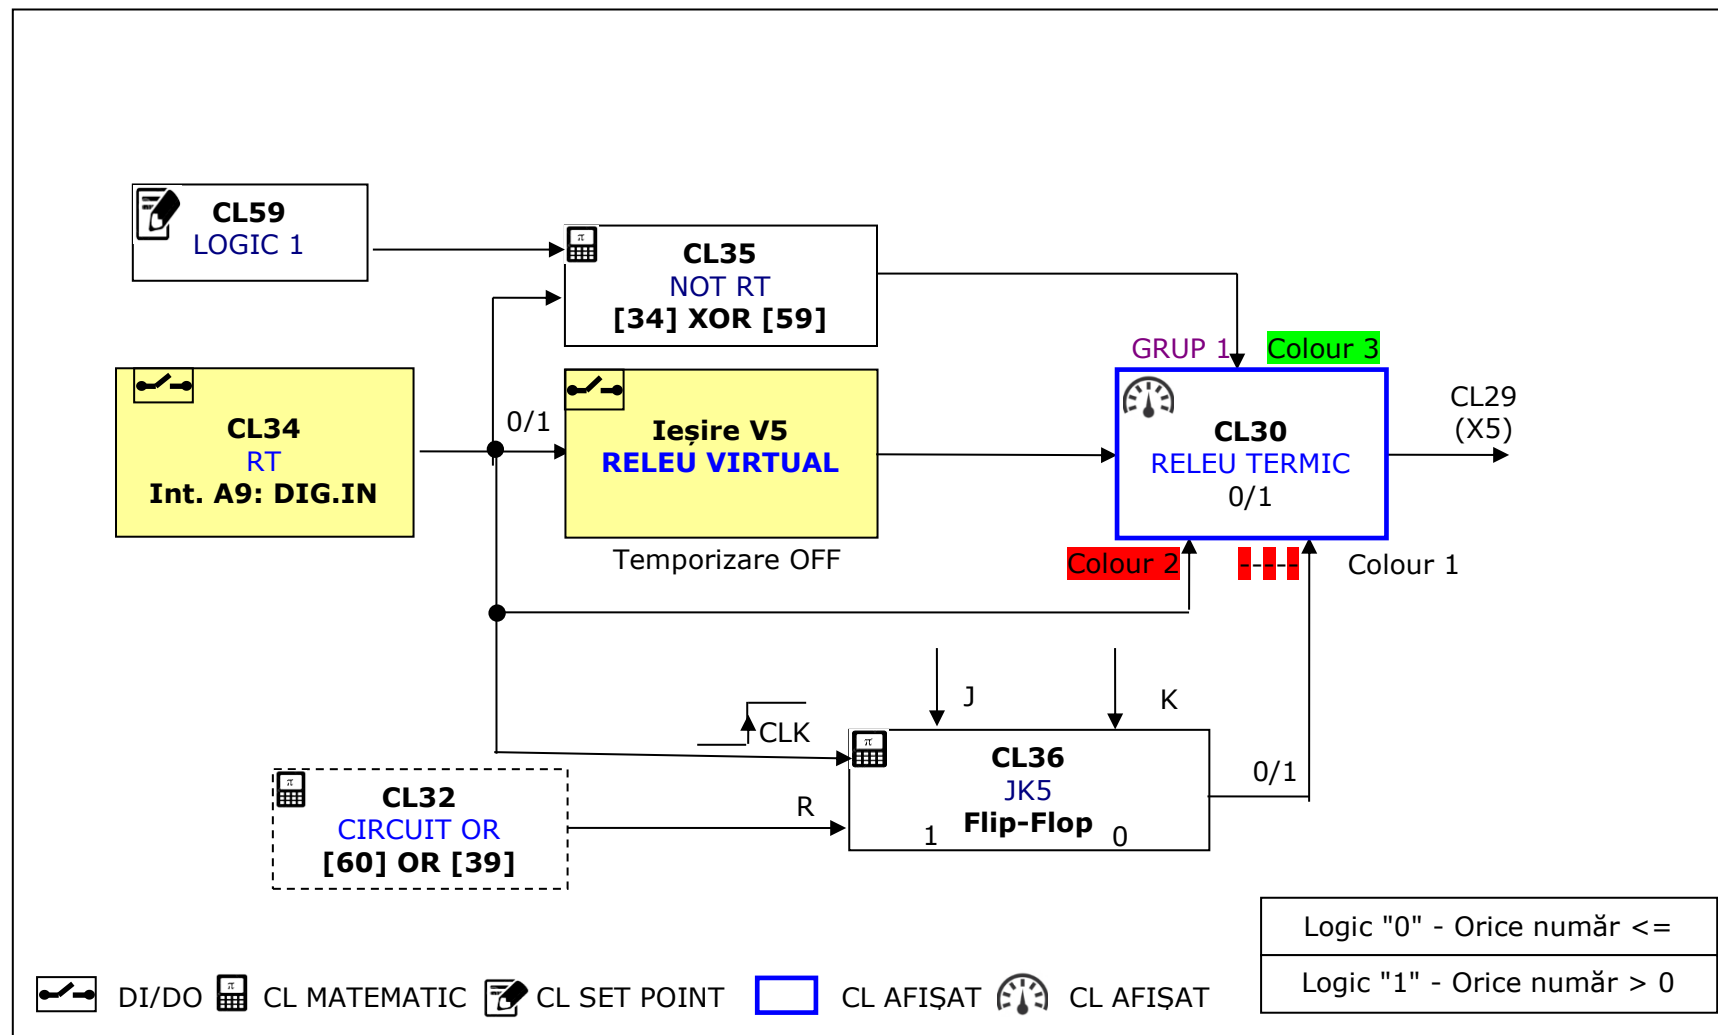 CL59
LOGIC 1
CL35
NOT RT
[34] XOR [59]
GRUP 1
Colour 3
CL34
RT
Int. A9: DIG.IN
0/1
Ieșire V5
RELEU VIRTUAL
Temporizare OFF
CL30
RELEU TERMIC
0/1
CL29
(X5)
Colour 2
-----
Colour 1
J
K
CLK
CL36
JK5
Flip-Flop
1
0
0/1
R
CL32
CIRCUIT OR
[60] OR [39]
Logic "0" - Orice număr <=
Logic "1" - Orice număr > 0
DI/DO
π
CL MATEMATIC
CL SET POINT
CL AFIȘAT
CL AFIȘAT